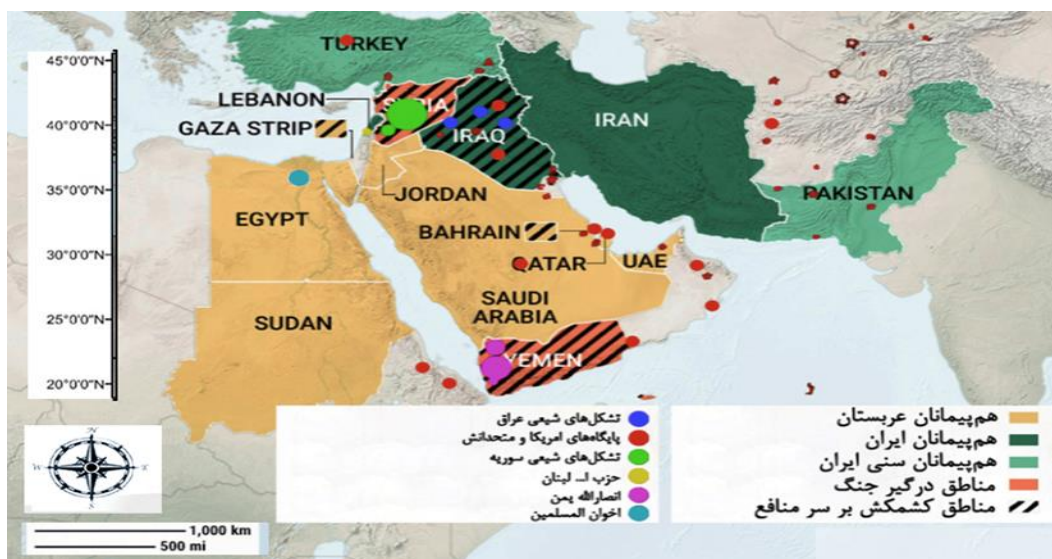 45°0'0"N
40°0'0"N
35°0'0"N
30°0'0"N
25°0'0"N
20°0'0"N
TURKEY
LEBANON
SYRIA
GAZA STRIP
IRAQ
IRAN
JORDAN
PAKISTAN
EGYPT
BAHRAIN
QATAR
UAE
SAUDI
ARABIA
SUDAN
YEMEN
تشکل‌های شیعی عراق
پایگاه‌های امریکا و متحدانش
تشکل‌های شیعی سوریه
حزب ا... لبنان
انصارالله یمن
اخوان المسلمین
هم‌پیمانان عربستان
هم‌پیمانان ایران
هم‌پیمانان سنی ایران
مناطق درگیر جنگ
مناطق کشمکش بر سر منافع
N
W
E
S
1,000 km
500 mi